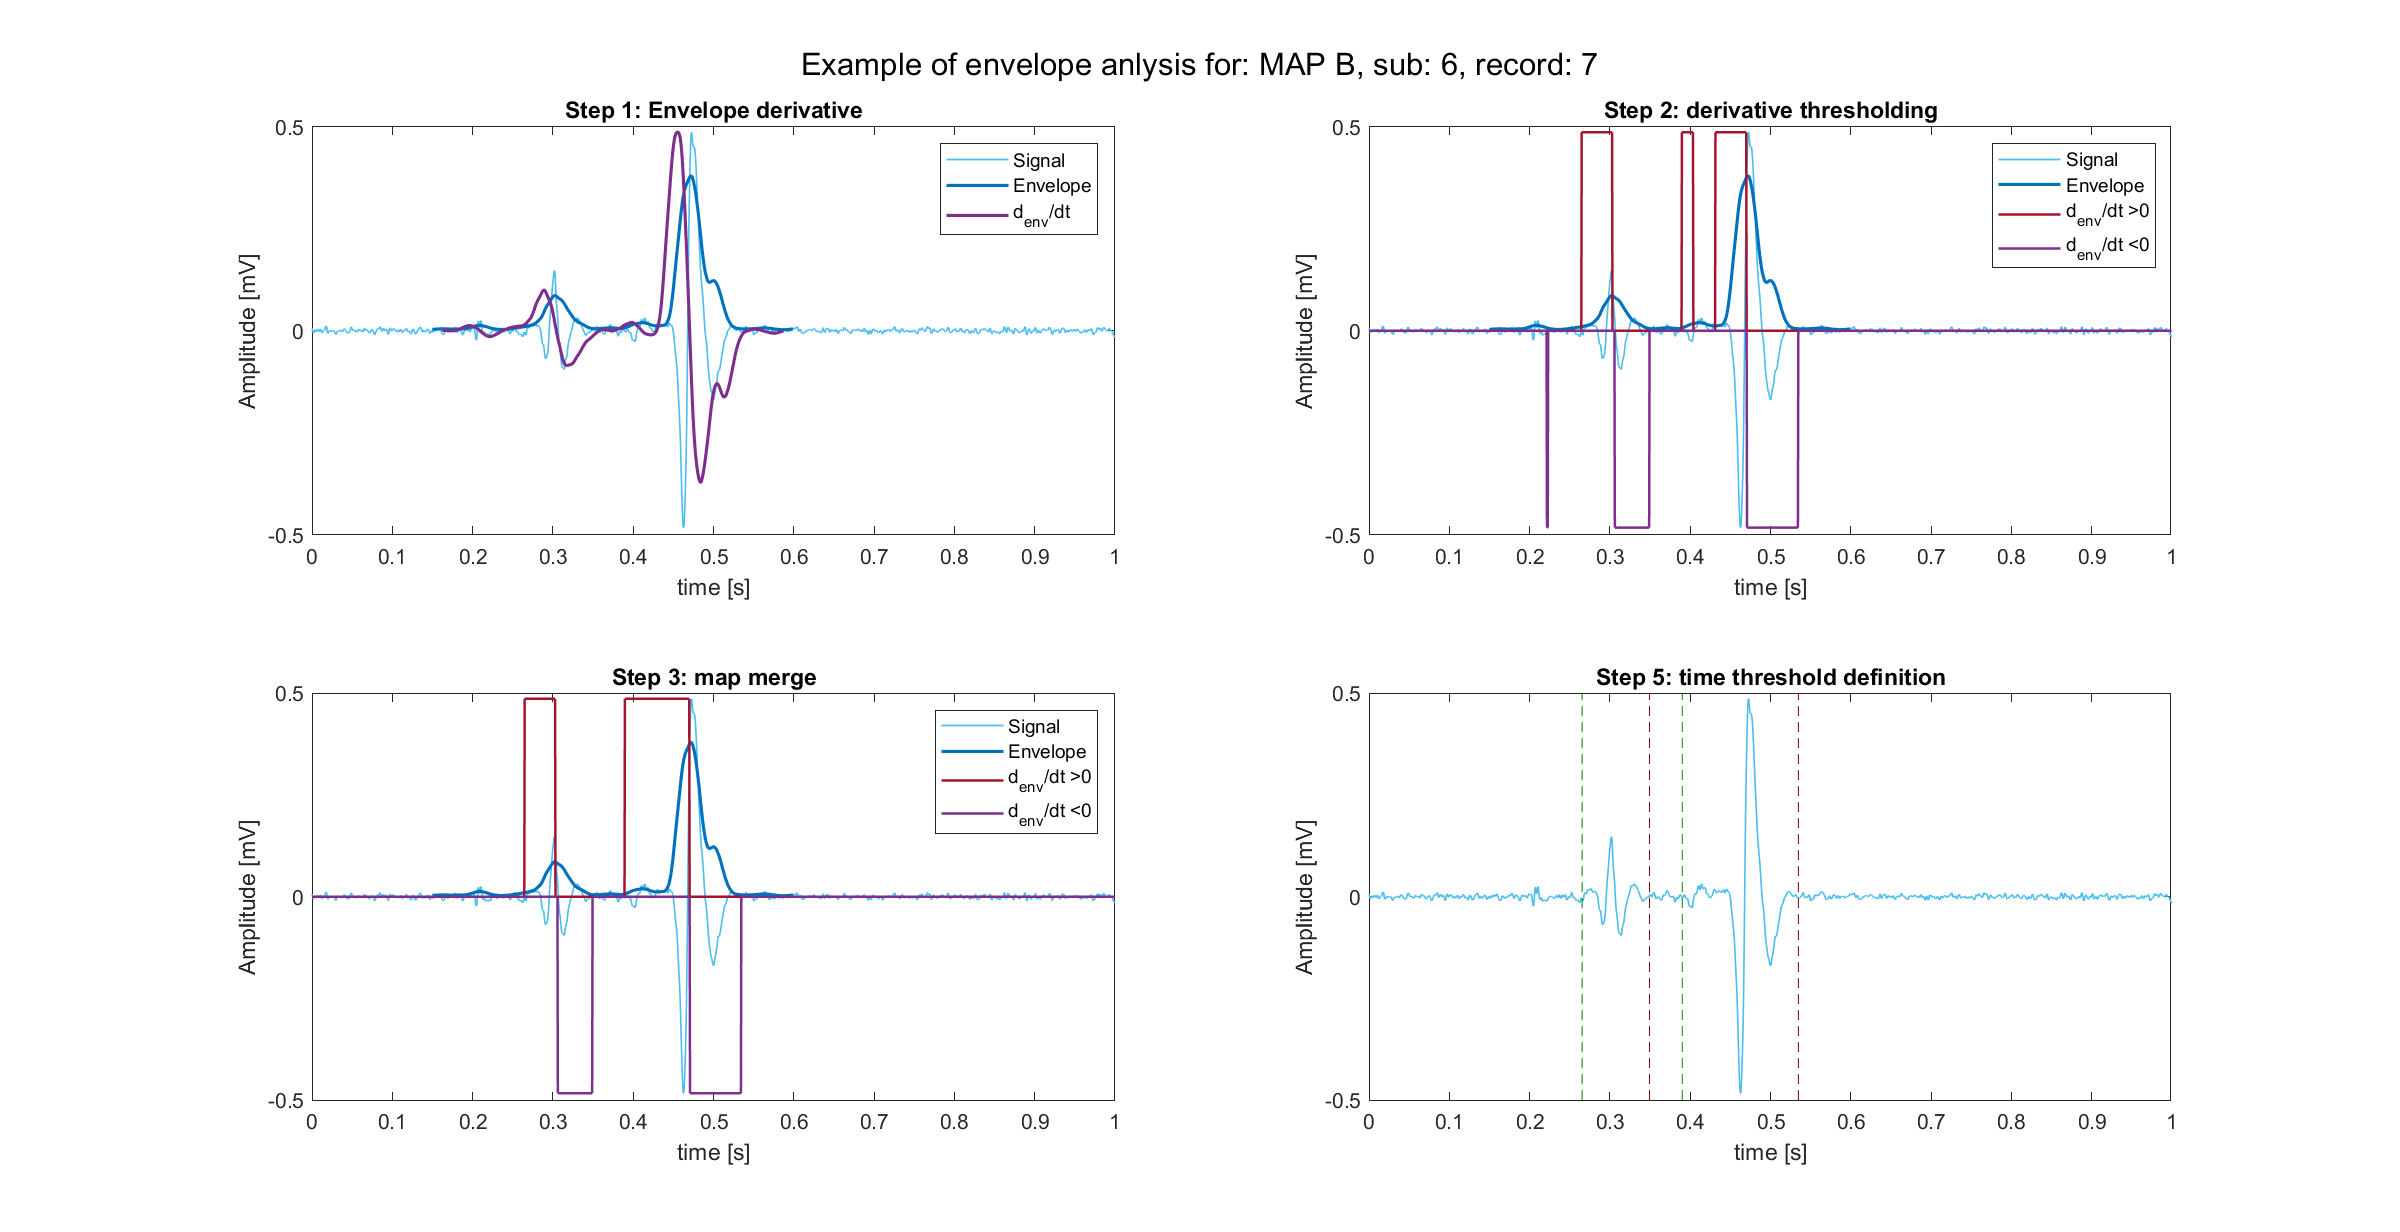 Example of envelope anlysis for: MAP B, sub: 6, record: 7
Step 1: Envelope derivative
0.5
0
-0.5
Amplitude [mV]
0 0.1 0.2 0.3 0.4 0.5 0.6 0.7 0.8 0.9 1
time [s]
Signal
Envelope
d_env/dt
Step 2: derivative thresholding
0.5
0
-0.5
Amplitude [mV]
0 0.1 0.2 0.3 0.4 0.5 0.6 0.7 0.8 0.9 1
time [s]
Signal
Envelope
d_env/dt >0
d_env/dt <0
Step 3: map merge
0.5
0
-0.5
Amplitude [mV]
0 0.1 0.2 0.3 0.4 0.5 0.6 0.7 0.8 0.9 1
time [s]
Signal
Envelope
d_env/dt >0
d_env/dt <0
Step 5: time threshold definition
0.5
0
-0.5
Amplitude [mV]
0 0.1 0.2 0.3 0.4 0.5 0.6 0.7 0.8 0.9 1
time [s]